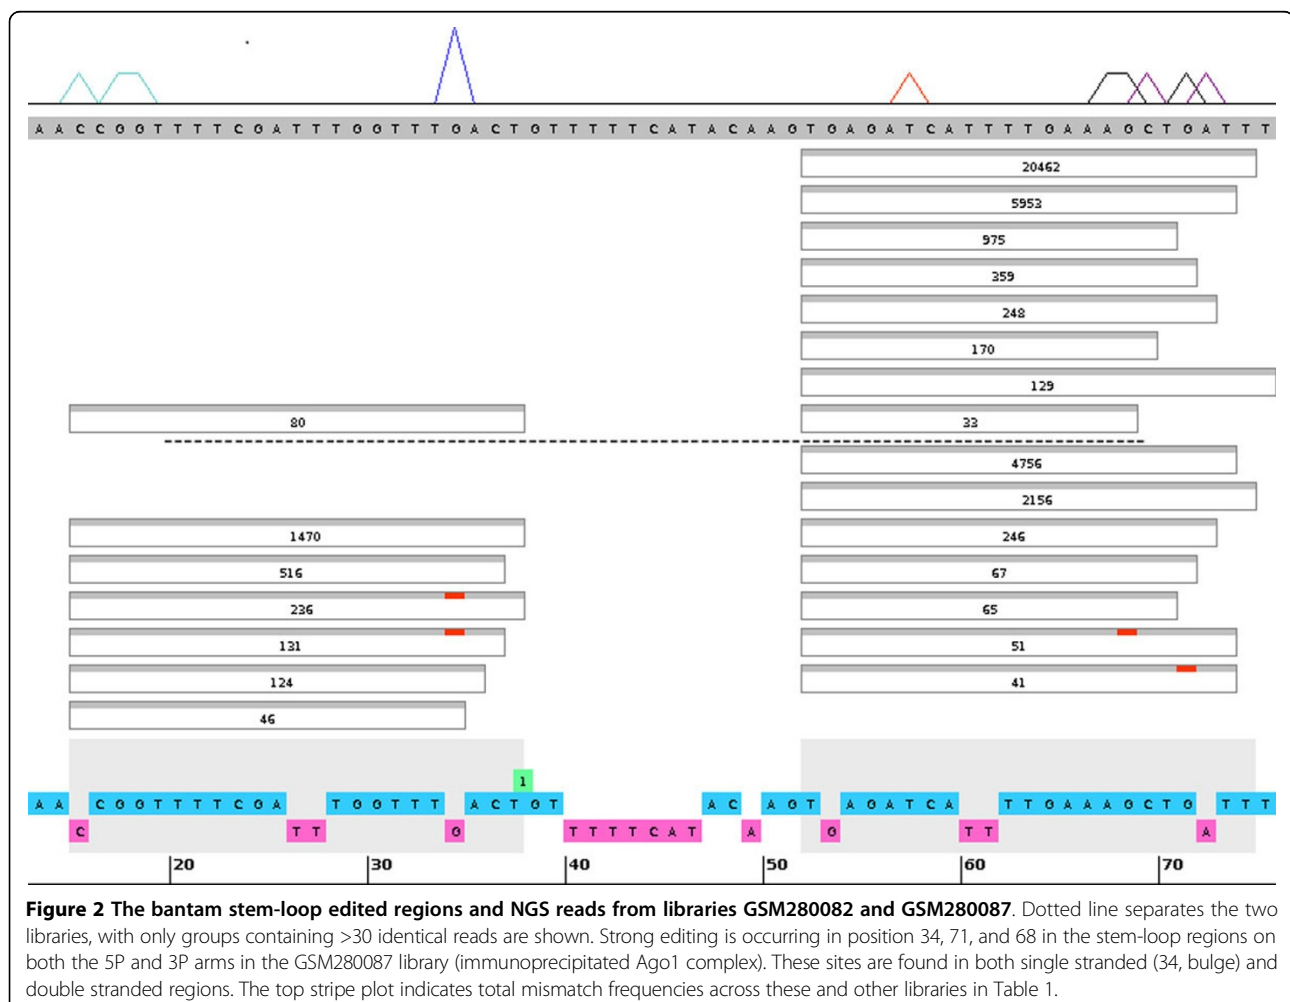 A A C C G G T T T T C G A T T T G G T T T G A C T G T T T T T C A T A C A A G T G A G A T C A T T T T G A A A G C T G A T T T
20462
5953
975
359
248
170
129
80 33
4756
2156
1470 246
516 67
236 65
131 51
124 41
46
1
A A C G G T T T T C G A T G G T T T A C T G T A C A G T A G A T C A T T G A A A G C T G T T T
C T T G T T T T C A T A G T T A
20 30 40 50 60 70
Figure 2 The bantam stem-loop edited regions and NGS reads from libraries GSM280082 and GSM280087. Dotted line separates the two
libraries, with only groups containing >30 identical reads are shown. Strong editing is occurring in position 34, 71, and 68 in the stem-loop regions on
both the 5P and 3P arms in the GSM280087 library (immunoprecipitated Ago1 complex). These sites are found in both single stranded (34, bulge) and
double stranded regions. The top stripe plot indicates total mismatch frequencies across these and other libraries in Table 1.